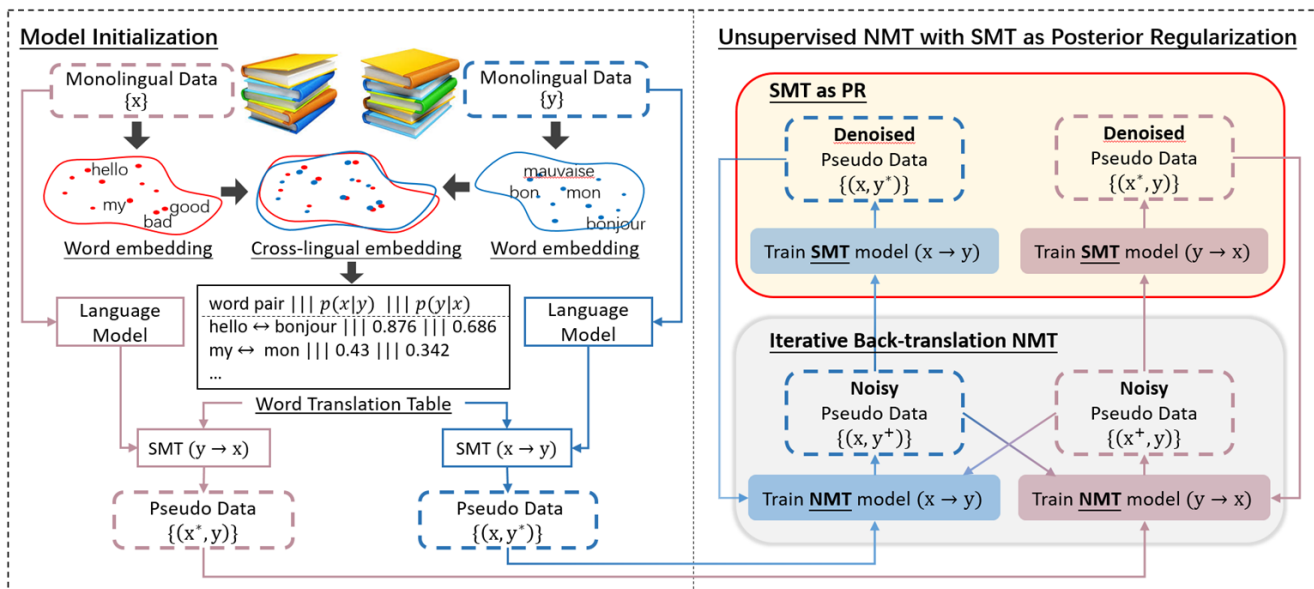 Model Initialization
Monolingual Data
{x}
Monolingual Data
{y}
hello
my
good
bad
mauvaise
bon
mon
bonjour
Word embedding
Cross-lingual embedding
Word embedding
Language
Model
word pair ||| p(x|y) ||| p(y|x)
hello ↔ bonjour ||| 0.876 ||| 0.686
my ↔ mon ||| 0.43 ||| 0.342
...
Language
Model
Word Translation Table
SMT (y → x)
SMT (x → y)
Pseudo Data
{(x*, y)}
Pseudo Data
{(x, y*)}
Unsupervised NMT with SMT as Posterior Regularization
SMT as PR
Denoised
Pseudo Data
{(x, y*)}
Denoised
Pseudo Data
{(x*, y)}
Train SMT model (x → y)
Train SMT model (y → x)
Iterative Back-translation NMT
Noisy
Pseudo Data
{(x, y⁺)}
Noisy
Pseudo Data
{(x⁺, y)}
Train NMT model (x → y)
Train NMT model (y → x)